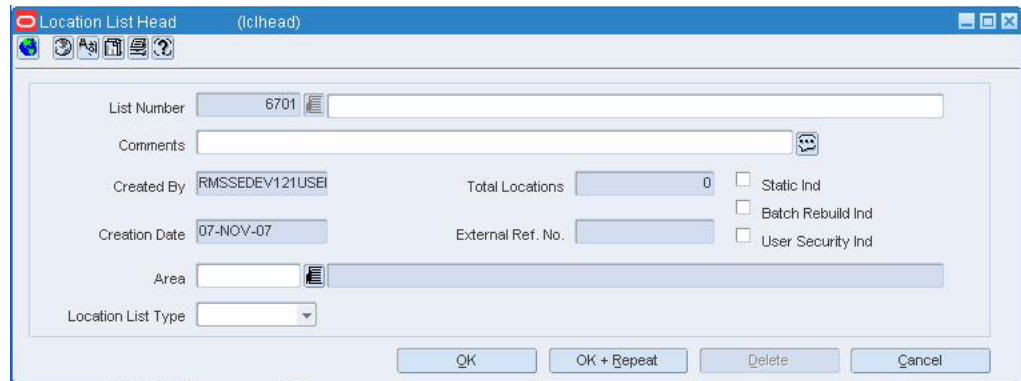 Location List Head (lclhead)
List Number 6701
Comments
Created By RMSSEDEV121USEI Total Locations 0 Static Ind
Batch Rebuild Ind
Creation Date 07-NOV-07 External Ref. No. User Security Ind
Area
Location List Type
OK OK + Repeat Delete Cancel